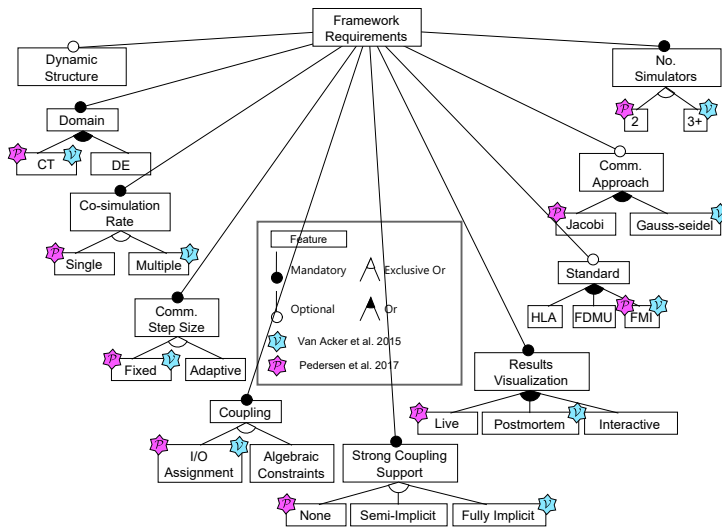 Framework
Requirements
Dynamic
Structure
No.
Simulators
2
3+
Domain
CT
DE
Comm.
Approach
Jacobi
Gauss-seidel
Co-simulation
Rate
Single
Multiple
Feature
Mandatory
Exclusive Or
Optional
Or
Van Acker et al. 2015
Pedersen et al. 2017
Standard
HLA
FDMU
FMI
Comm.
Step Size
Fixed
Adaptive
Results
Visualization
Live
Postmortem
Interactive
Coupling
I/O
Assignment
Algebraic
Constraints
Strong Coupling
Support
None
Semi-Implicit
Fully Implicit
P
V
P
V
P
V
P
V
P
V
P
V
P
V
P
V
P
V
V
P